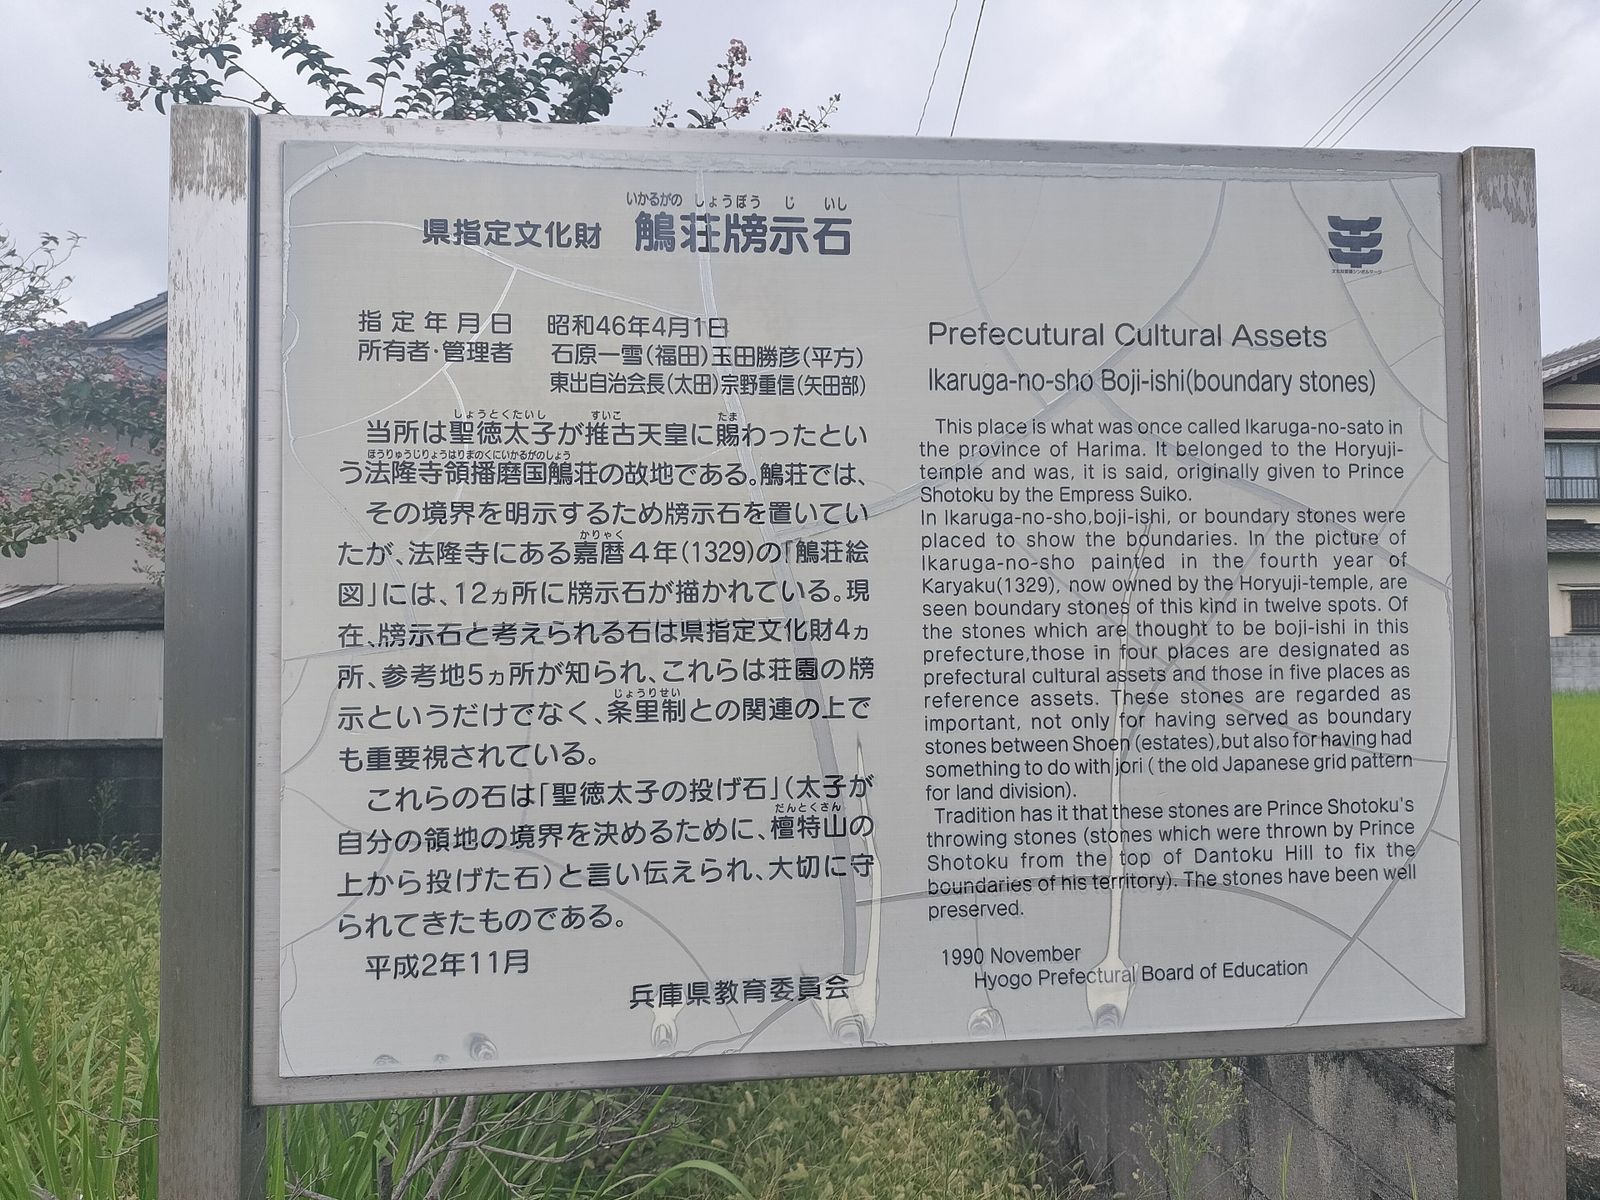 県指定文化財 鵤荘牓示石
いかるがの しょうぼう じ いし
指定年月日 昭和46年4月1日
所有者・管理者 石原一雪(福田)玉田勝彦(平方)
東出自治会長(太田)宗野重信(矢田部)
しょうとくたいし すいこ たま
当所は聖徳太子が推古天皇に賜わったとい
ほうりゅうじりょうはりまのくにいかるがのしょう
う法隆寺領播磨国鵤荘の故地である。鵤荘では、
その境界を明示するため牓示石を置いてい
かりゃく
たが、法隆寺にある嘉暦4年(1329)の「鵤荘絵
図」には、12ヵ所に牓示石が描かれている。現
在、牓示石と考えられる石は県指定文化財4ヵ
所、参考地5ヵ所が知られ、これらは荘園の牓
じょうりせい
示というだけでなく、条里制との関連の上で
も重要視されている。
これらの石は「聖徳太子の投げ石」(太子が
だんとくさん
自分の領地の境界を決めるために、檀特山の
上から投げた石)と言い伝えられ、大切に守
られてきたものである。
平成2年11月
兵庫県教育委員会
文化財愛護シンボルマーク
Prefecutural Cultural Assets
Ikaruga-no-sho Boji-ishi(boundary stones)
This place is what was once called Ikaruga-no-sato in
the province of Harima. It belonged to the Horyuji-
temple and was, it is said, originally given to Prince
Shotoku by the Empress Suiko.
In Ikaruga-no-sho,boji-ishi, or boundary stones were
placed to show the boundaries. In the picture of
Ikaruga-no-sho painted in the fourth year of
Karyaku(1329), now owned by the Horyuji-temple, are
seen boundary stones of this kind in twelve spots. Of
the stones which are thought to be boji-ishi in this
prefecture,those in four places are designated as
prefectural cultural assets and those in five places as
reference assets. These stones are regarded as
important, not only for having served as boundary
stones between Shoen (estates),but also for having had
something to do with jori ( the old Japanese grid pattern
for land division).
Tradition has it that these stones are Prince Shotoku's
throwing stones (stones which were thrown by Prince
Shotoku from the top of Dantoku Hill to fix the
boundaries of his territory). The stones have been well
preserved.
1990 November
Hyogo Prefectural Board of Education